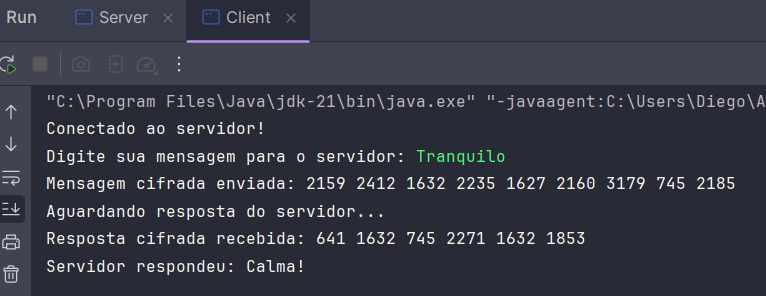 Run Server Client
"C:\Program Files\Java\jdk-21\bin\java.exe" "-javaagent:C:\Users\Diego\A
Conectado ao servidor!
Digite sua mensagem para o servidor: Tranquilo
Mensagem cifrada enviada: 2159 2412 1632 2235 1627 2160 3179 745 2185
Aguardando resposta do servidor...
Resposta cifrada recebida: 641 1632 745 2271 1632 1853
Servidor respondeu: Calma!